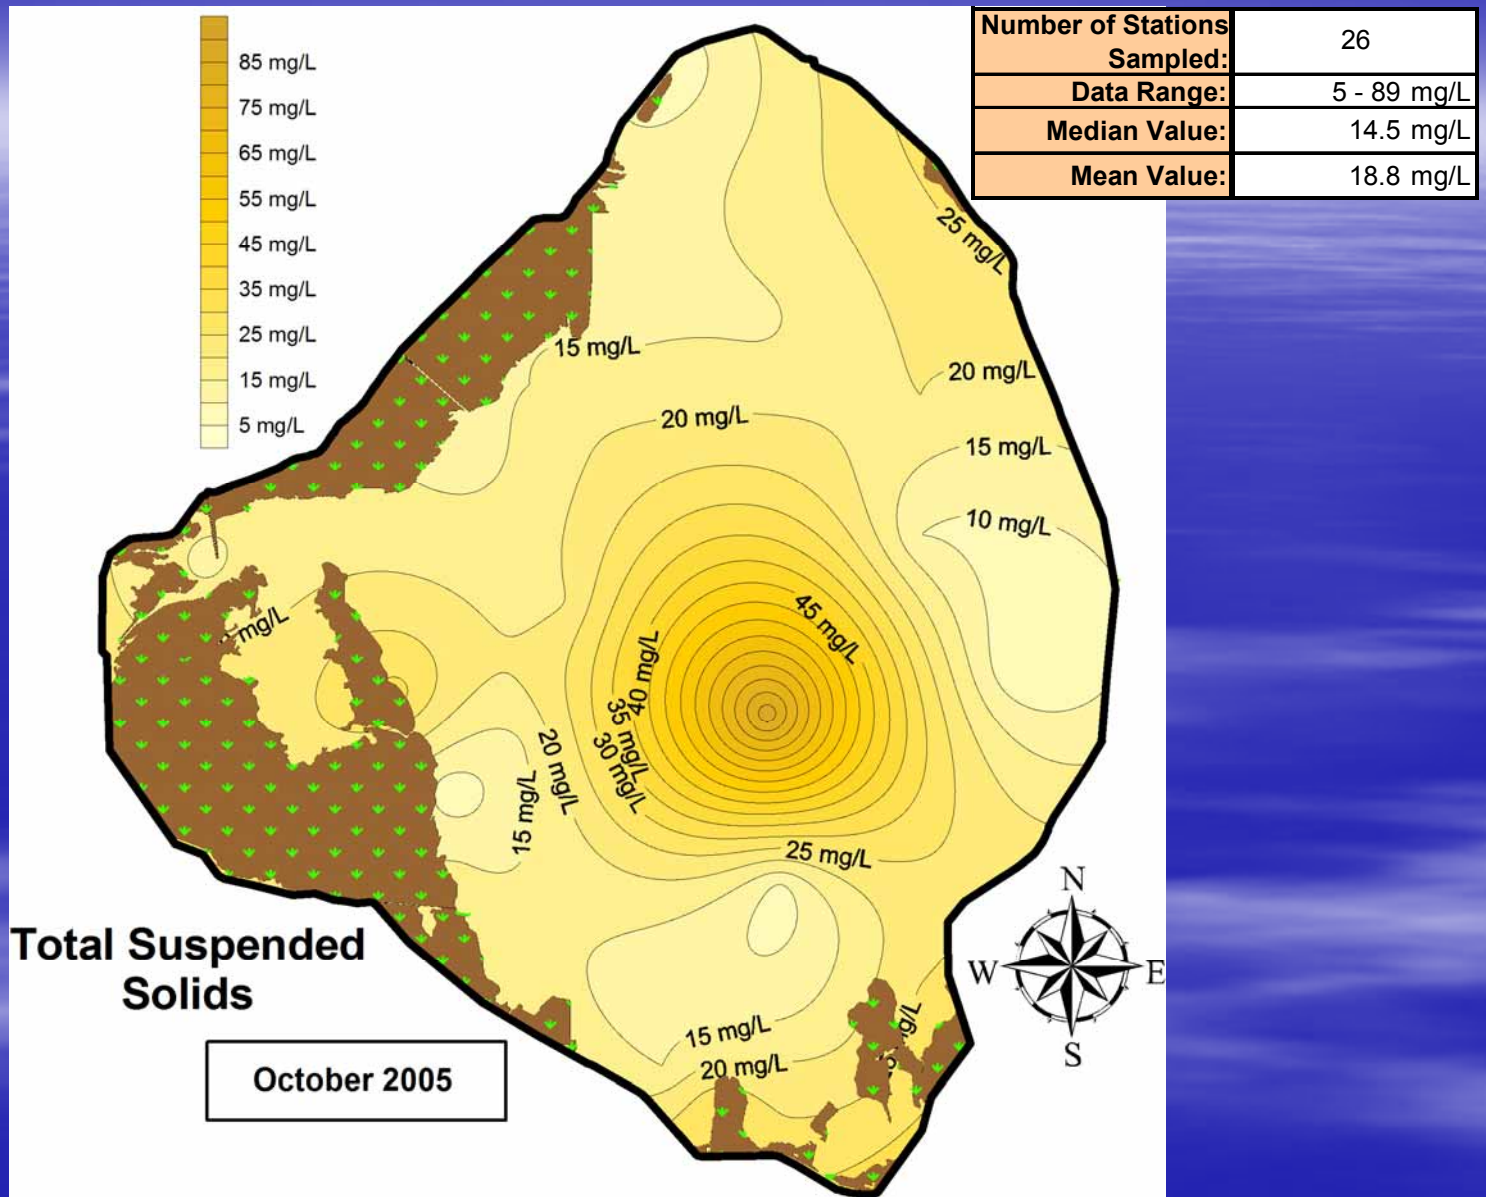 85 mg/L
75 mg/L
65 mg/L
55 mg/L
45 mg/L
35 mg/L
25 mg/L
15 mg/L
5 mg/L
Number of Stations
Sampled:
26
Data Range:
5 - 89 mg/L
Median Value:
14.5 mg/L
Mean Value:
18.8 mg/L
25 mg/L
15 mg/L
20 mg/L
20 mg/L
15 mg/L
10 mg/L
45 mg/L
mg/L
40 mg/L
35 mg/L
30 mg/L
20 mg/L
15 mg/L
25 mg/L
N
W
E
S
Total Suspended
Solids
15 mg/L
20 mg/L
mg/L
October 2005